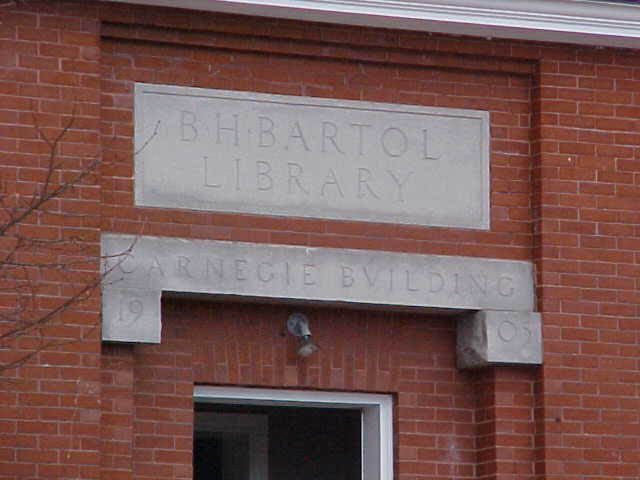 B·H·BARTOL
LIBRARY
CARNEGIE BVILDING
19 05